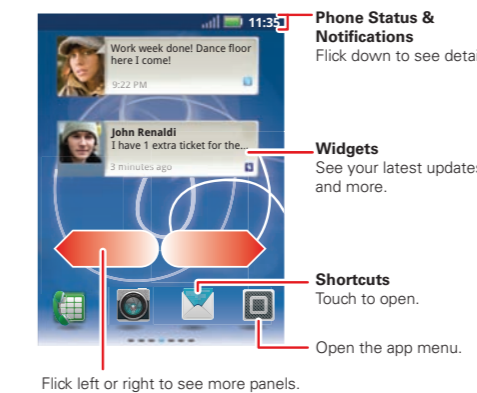 11:35
Work week done! Dance floor
here I come!
9:22 PM
John Renaldi
I have 1 extra ticket for the...
3 minutes ago
Phone Status &
Notifications
Flick down to see detai
Widgets
See your latest updates
and more.
Shortcuts
Touch to open.
Open the app menu.
Flick left or right to see more panels.